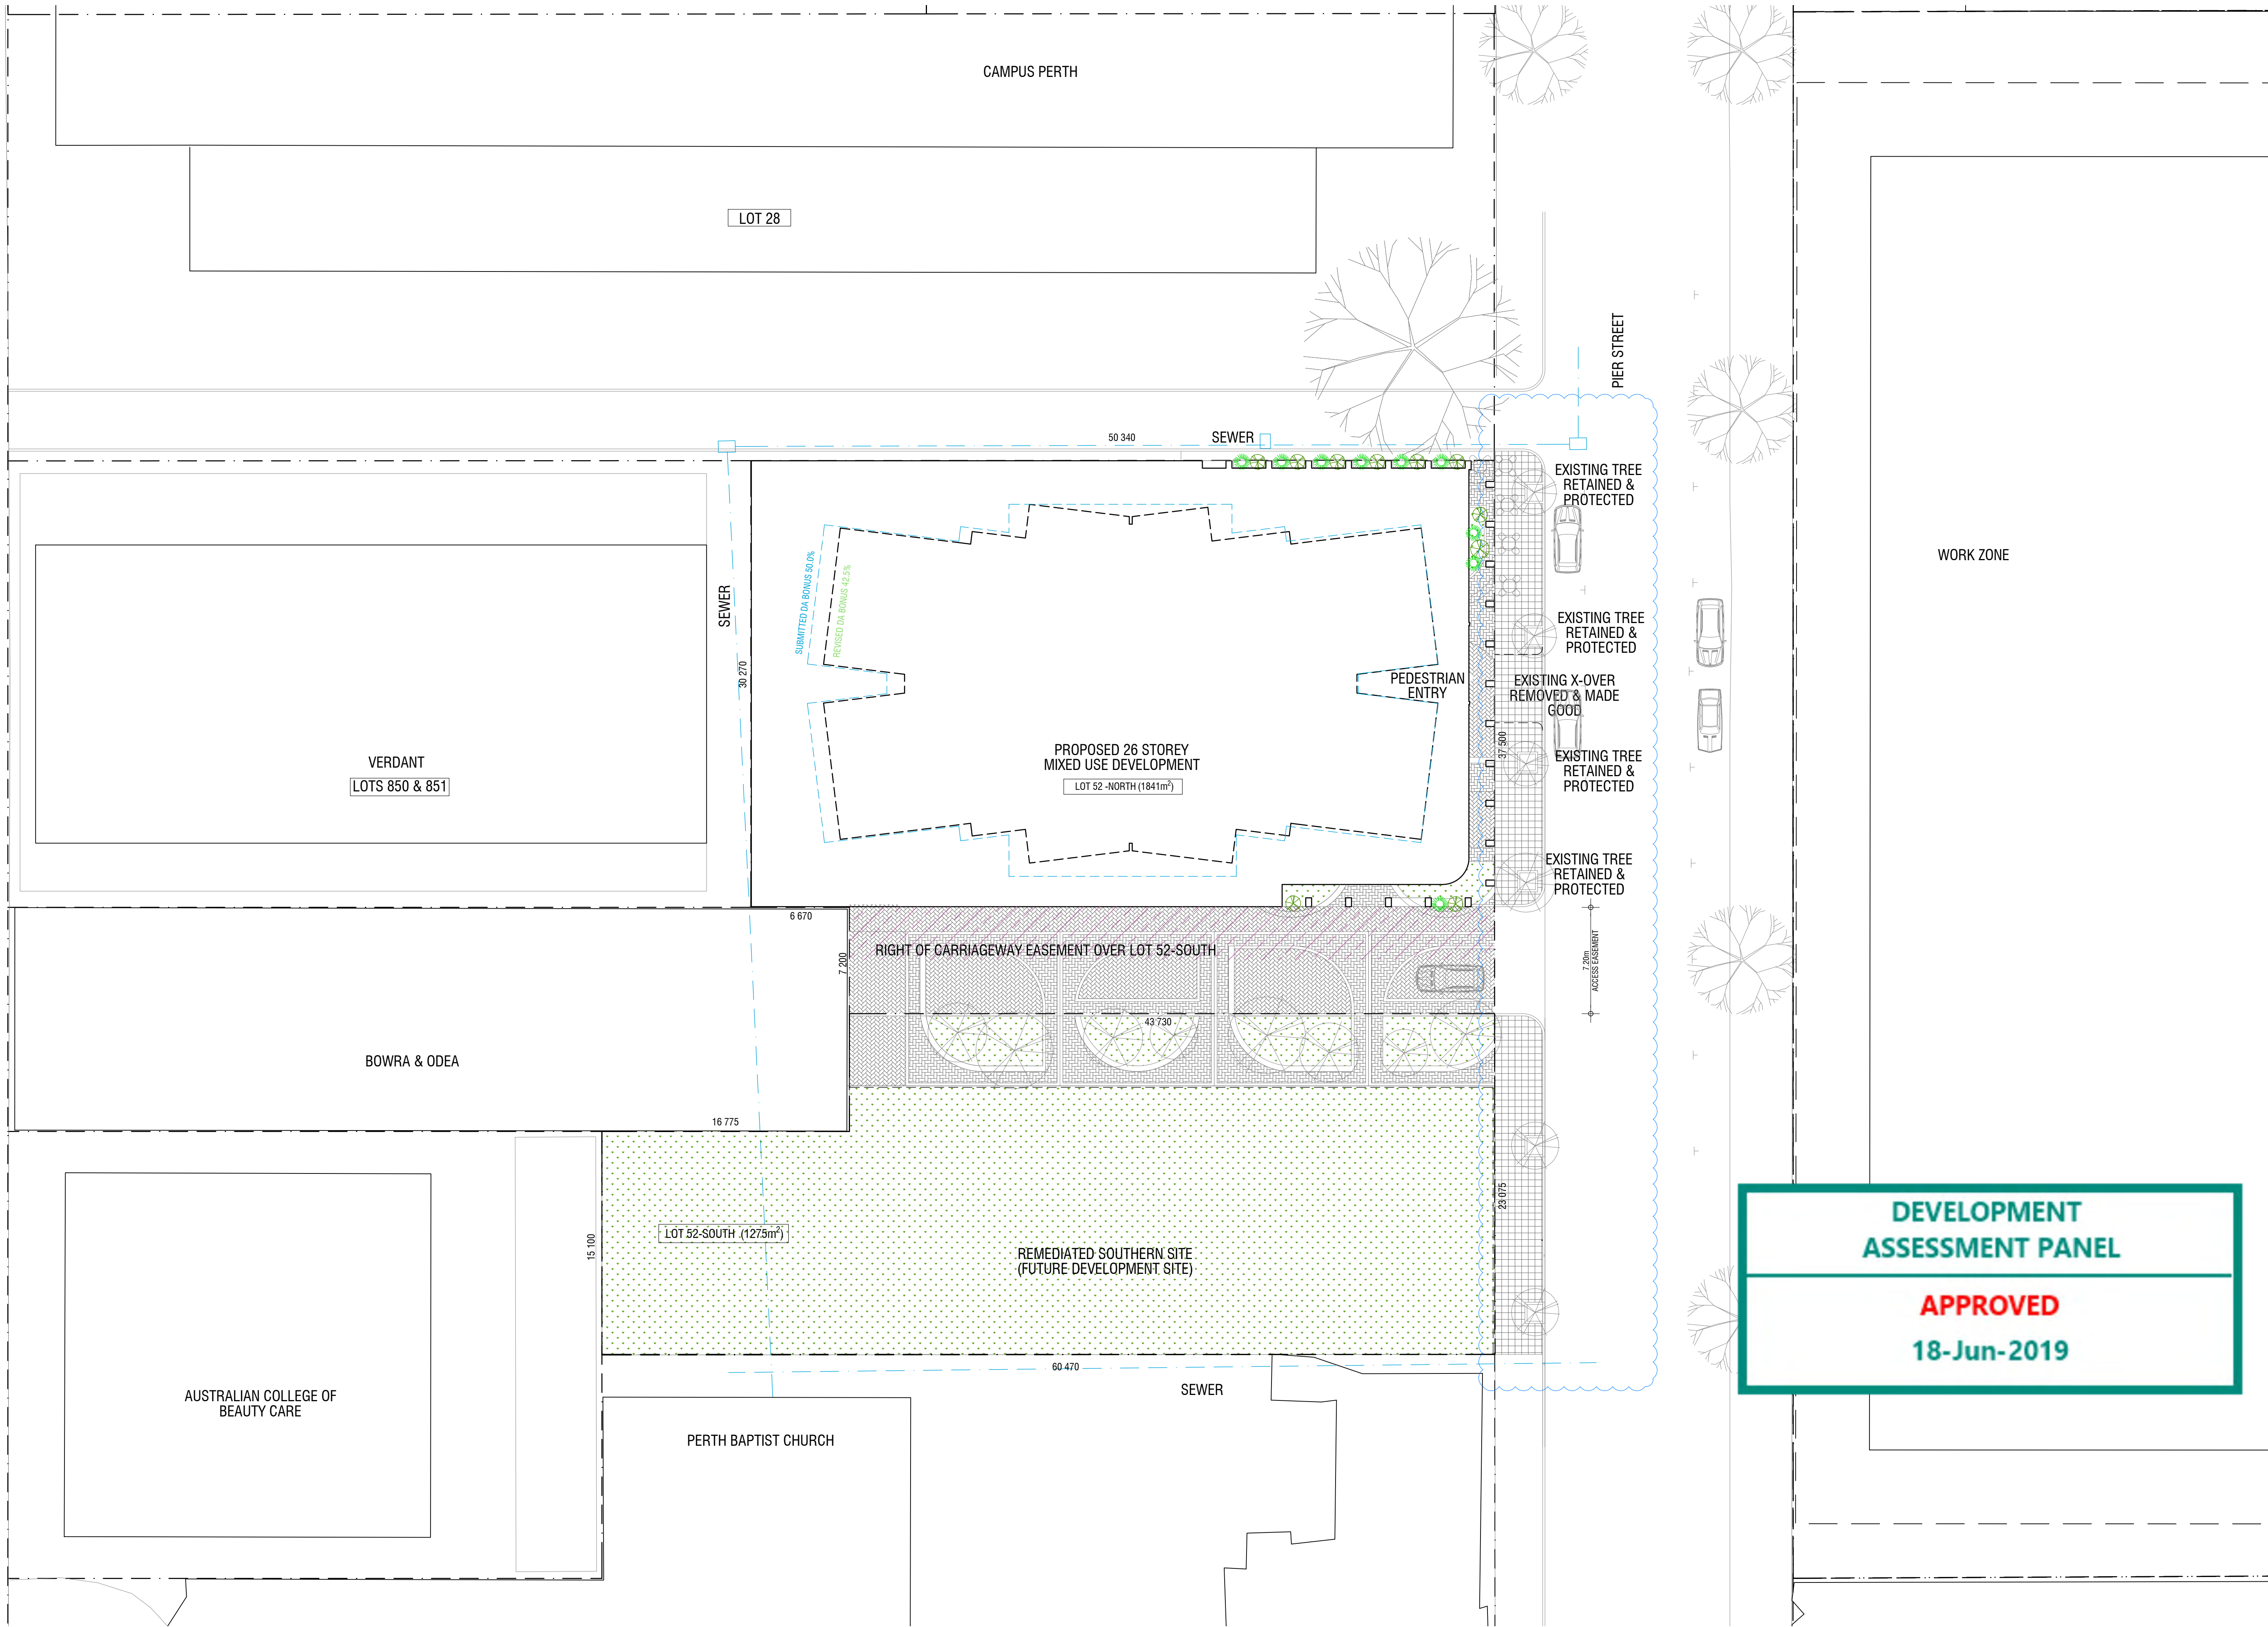 CAMPUS PERTH
LOT 28
PIER STREET
50 340
SEWER
EXISTING TREE
RETAINED &
PROTECTED
WORK ZONE
SEWER
SUBMITTED DA BONUS 50.0%
REVISED DA BONUS 42.5%
EXISTING TREE
RETAINED &
PROTECTED
30 270
PEDESTRIAN
ENTRY
EXISTING X-OVER
REMOVED & MADE
GOOD
37 500
PROPOSED 26 STOREY
MIXED USE DEVELOPMENT
LOT 52 -NORTH (1841m²)
VERDANT
LOTS 850 & 851
EXISTING TREE
RETAINED &
PROTECTED
EXISTING TREE
RETAINED &
PROTECTED
6 670
7 200
RIGHT OF CARRIAGEWAY EASEMENT OVER LOT 52-SOUTH
7.20m
ACCESS EASEMENT
43 730
BOWRA & ODEA
16 775
23 075
15 100
LOT 52-SOUTH (1275m²)
REMEDIATED SOUTHERN SITE
(FUTURE DEVELOPMENT SITE)
60 470
SEWER
AUSTRALIAN COLLEGE OF
BEAUTY CARE
PERTH BAPTIST CHURCH
DEVELOPMENT
ASSESSMENT PANEL
APPROVED
18-Jun-2019